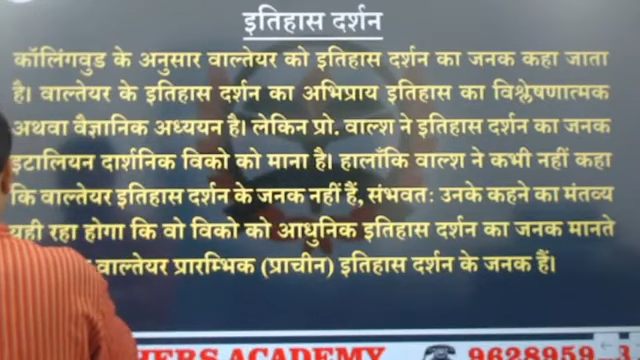 इतिहास दर्शन
कॉलिंगवुड के अनुसार वाल्तेयर को इतिहास दर्शन का जनक कहा जाता
है। वाल्तेयर के इतिहास दर्शन का अभिप्राय इतिहास का विश्लेषणात्मक
अथवा वैज्ञानिक अध्ययन है। लेकिन प्रो. वाल्श ने इतिहास दर्शन का जनक
इटालियन दार्शनिक विको को माना है। हालाँकि वाल्श ने कभी नहीं कहा
कि वाल्तेयर इतिहास दर्शन के जनक नहीं हैं, संभवतः उनके कहने का मंतव्य
यही रहा होगा कि वो विको को आधुनिक इतिहास दर्शन का जनक मानते
वाल्तेयर प्रारम्भिक (प्राचीन) इतिहास दर्शन के जनक हैं।
ACADEMY